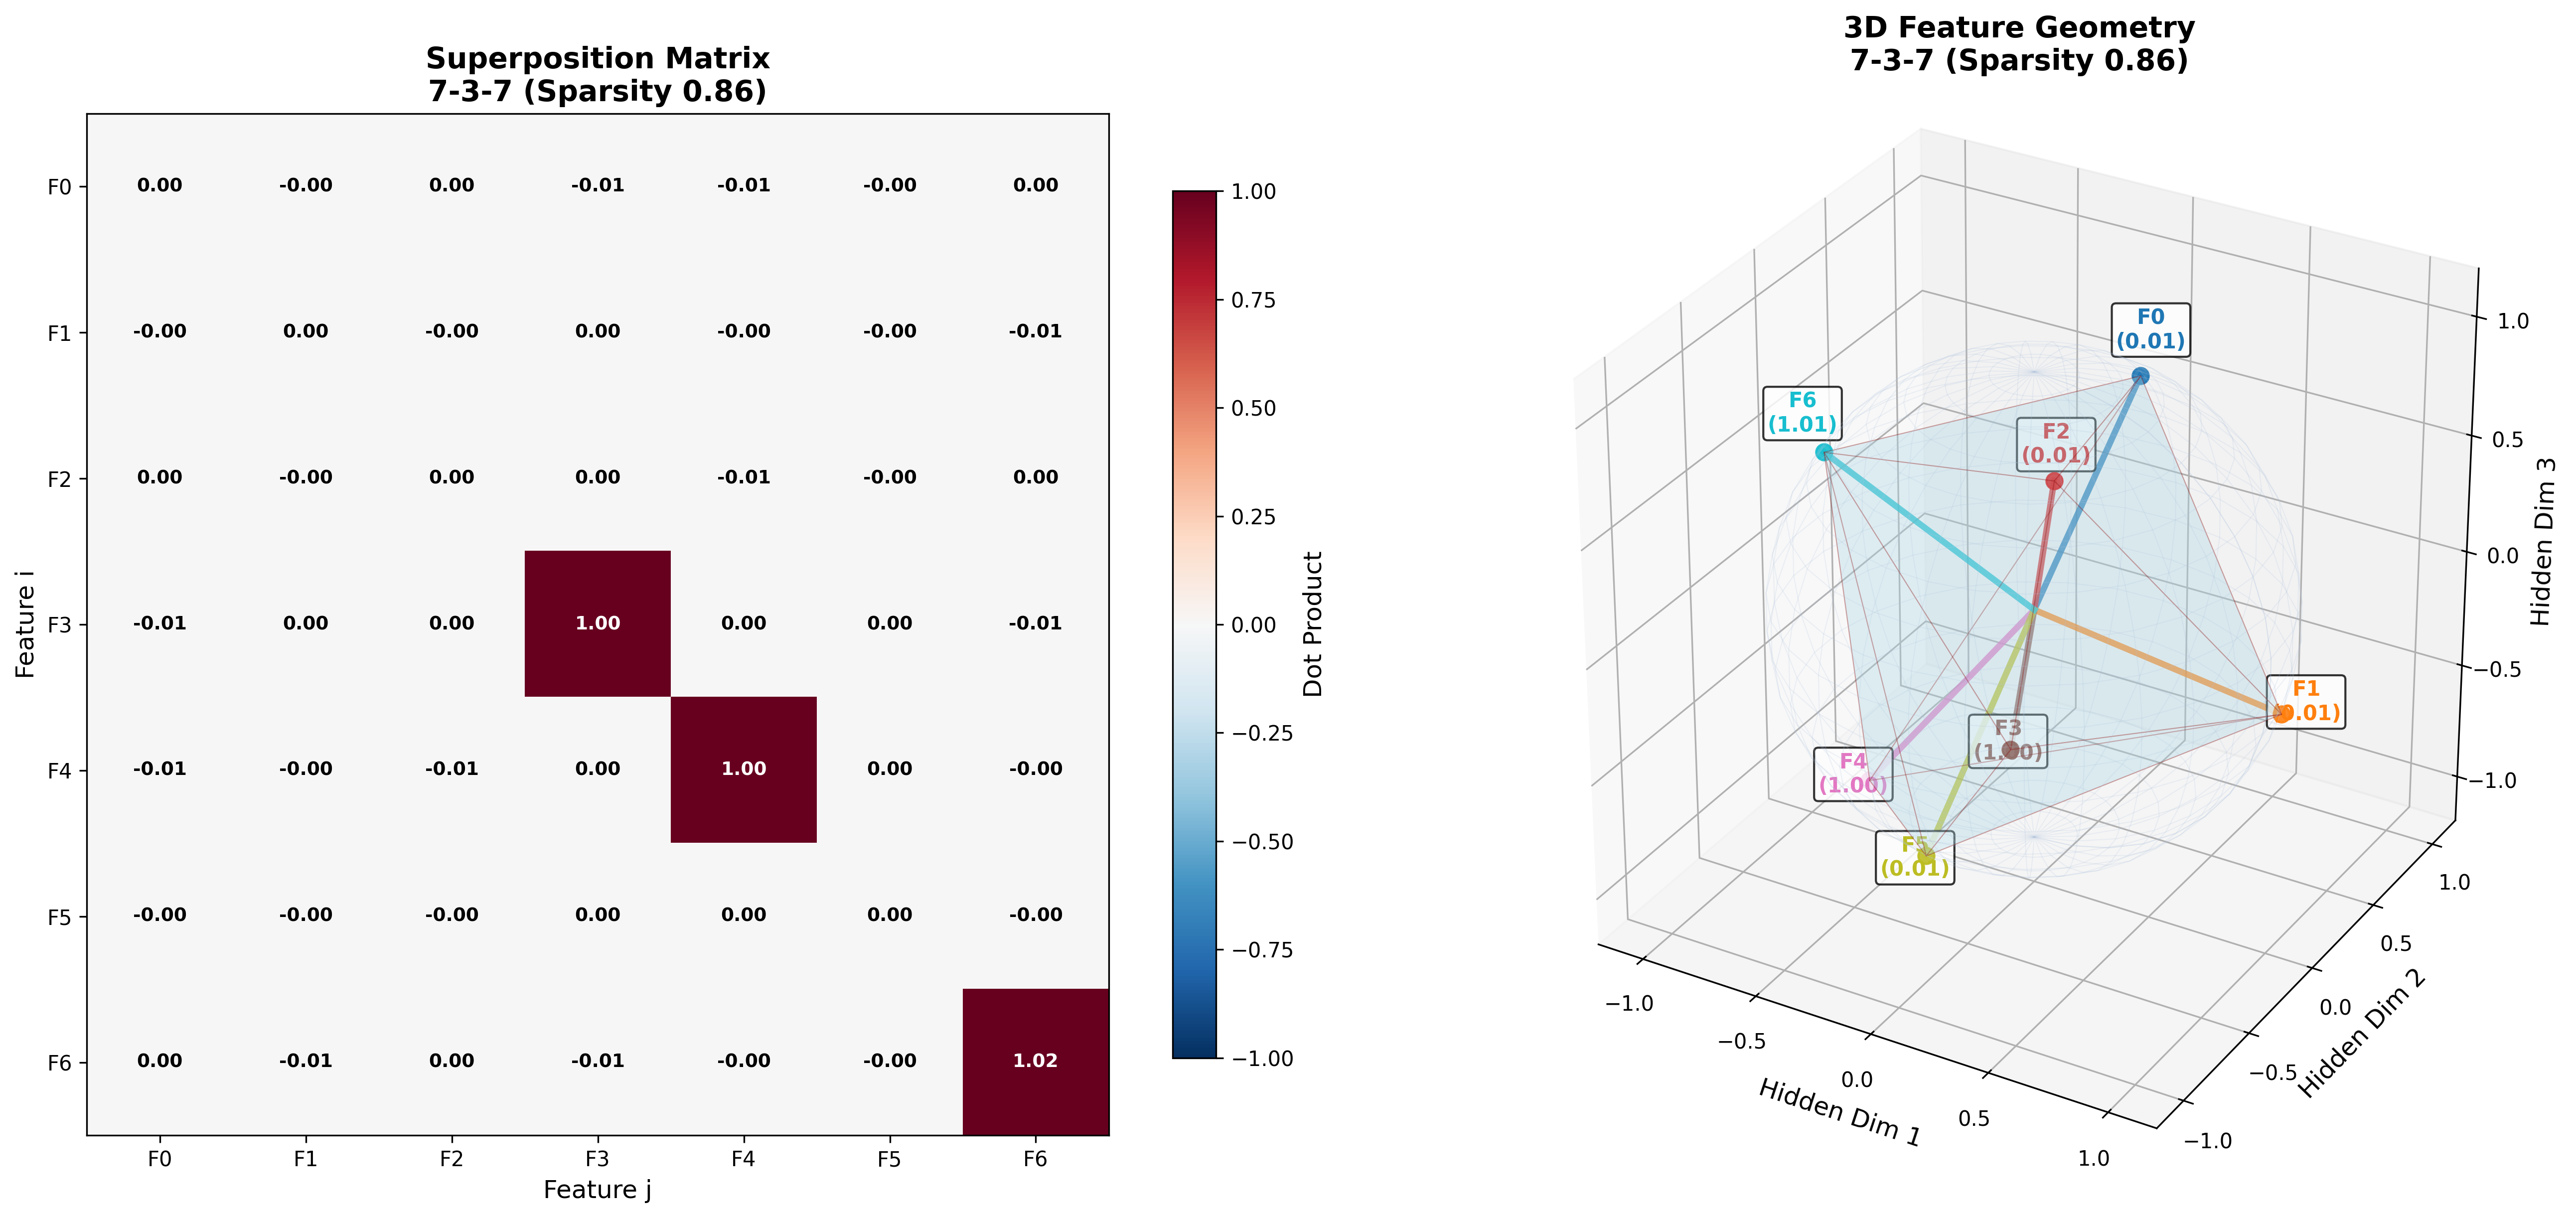 Superposition Matrix
7-3-7 (Sparsity 0.86)
F0 0.00 -0.00 0.00 -0.01 -0.01 -0.00 0.00
F1 -0.00 0.00 -0.00 0.00 -0.00 -0.00 -0.01
F2 0.00 -0.00 0.00 0.00 -0.01 -0.00 0.00
F3 -0.01 0.00 0.00 1.00 0.00 0.00 -0.01
F4 -0.01 -0.00 -0.01 0.00 1.00 0.00 -0.00
F5 -0.00 -0.00 -0.00 0.00 0.00 0.00 -0.00
F6 0.00 -0.01 0.00 -0.01 -0.00 -0.00 1.02
F0 F1 F2 F3 F4 F5 F6
Feature j
Feature i
1.00
0.75
0.50
0.25
0.00
−0.25
−0.50
−0.75
−1.00
Dot Product
3D Feature Geometry
7-3-7 (Sparsity 0.86)
F0
(0.01)
F6
(1.01)
F2
(0.01)
F1
0.01)
F3
(1.00)
F4
(1.00)
F5
(0.01)
1.0
0.5
0.0
−0.5
−1.0
Hidden Dim 3
1.0
0.5
0.0
−0.5
−1.0
Hidden Dim 2
−1.0
−0.5
0.0
0.5
1.0
Hidden Dim 1